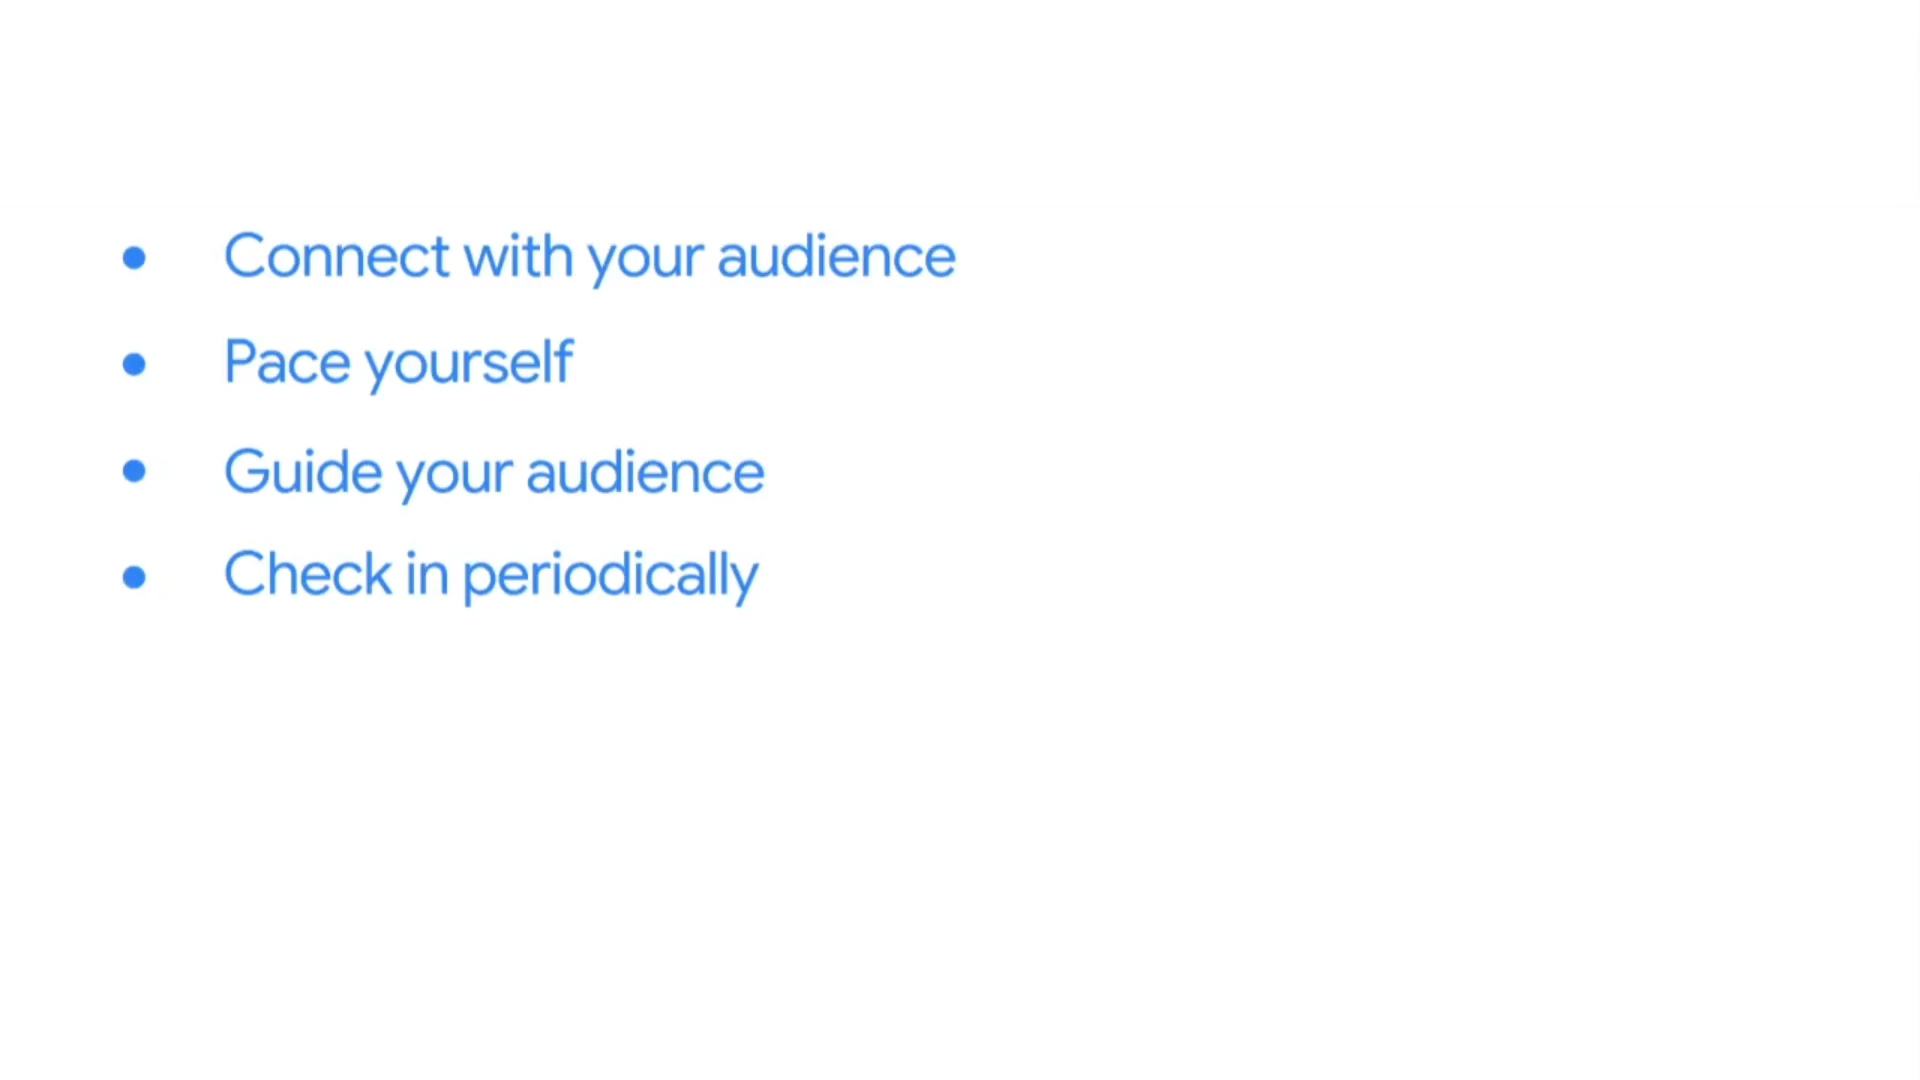 • Connect with your audience
• Pace yourself
• Guide your audience
• Check in periodically